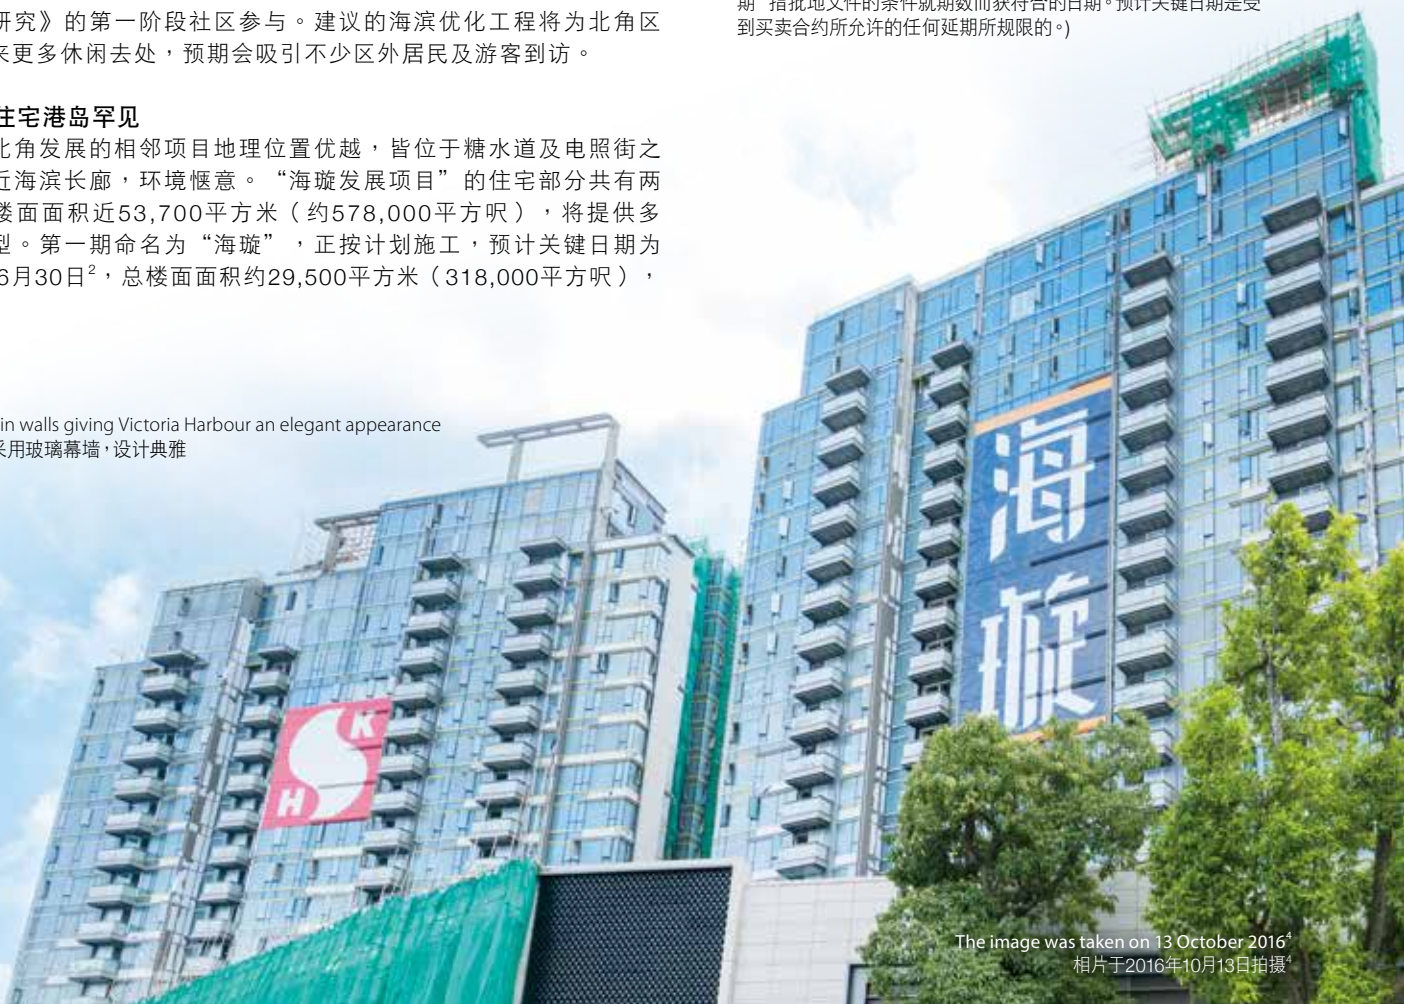 研究》的第一阶段社区参与。建议的海滨优化工程将为北角区
来更多休闲去处，预期会吸引不少区外居民及游客到访。
住宅港岛罕见
北角发展的相邻项目地理位置优越，皆位于糖水道及电照街之
近海滨长廊，环境惬意。“海璇发展项目”的住宅部分共有两
楼面面积近53,700平方米（约578,000平方呎），将提供多
型。第一期命名为“海璇”，正按计划施工，预计关键日期为
6月30日2，总楼面面积约29,500平方米（318,000平方呎），
期”指批地文件的条件就期数而获符合的日期。预计关键日期是受
到买卖合约所允许的任何延期所规限的。)
in walls giving Victoria Harbour an elegant appearance
采用玻璃幕墙，设计典雅
海
璇
S
K
H
The image was taken on 13 October 20164
相片于2016年10月13日拍摄4